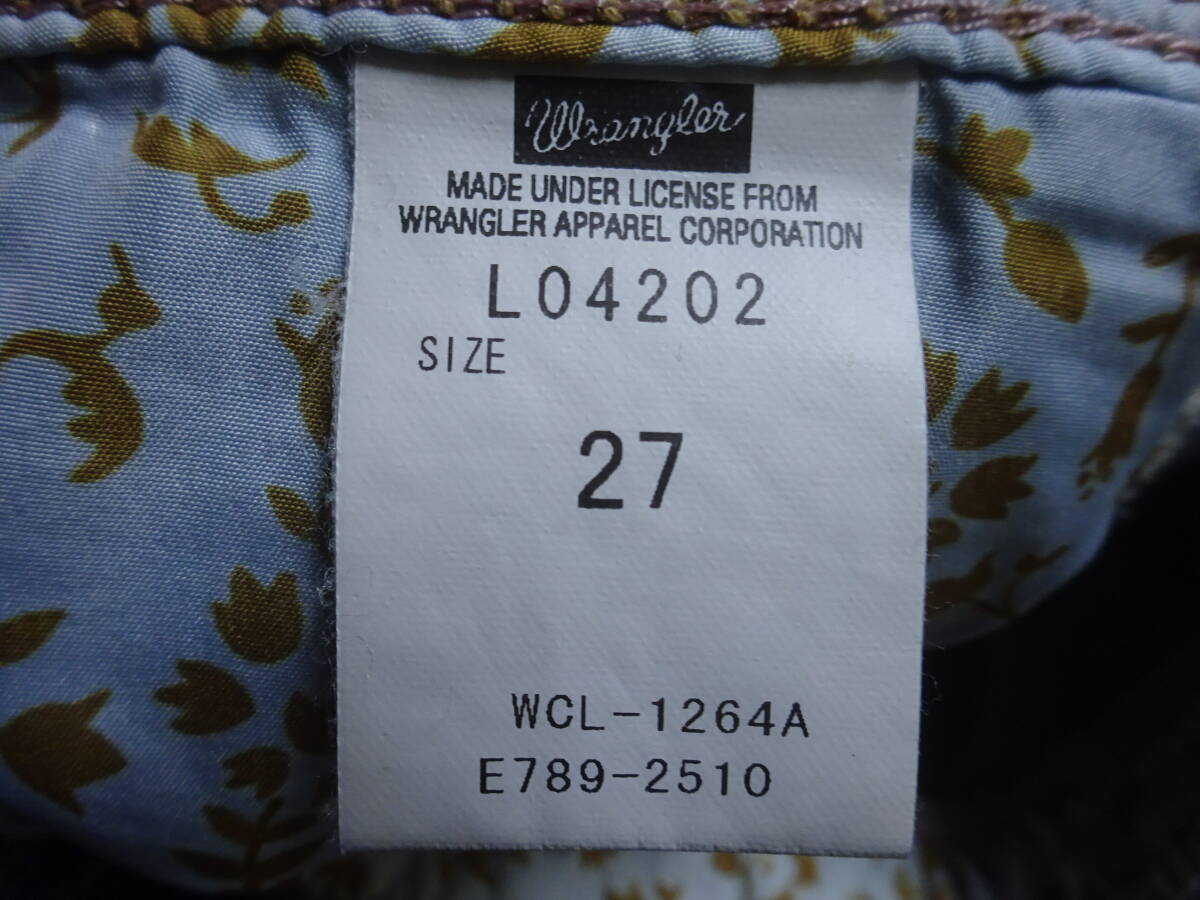 Wrangler
MADE UNDER LICENSE FROM
WRANGLER APPAREL CORPORATION
L04202
SIZE
27
WCL-1264A
E789-2510